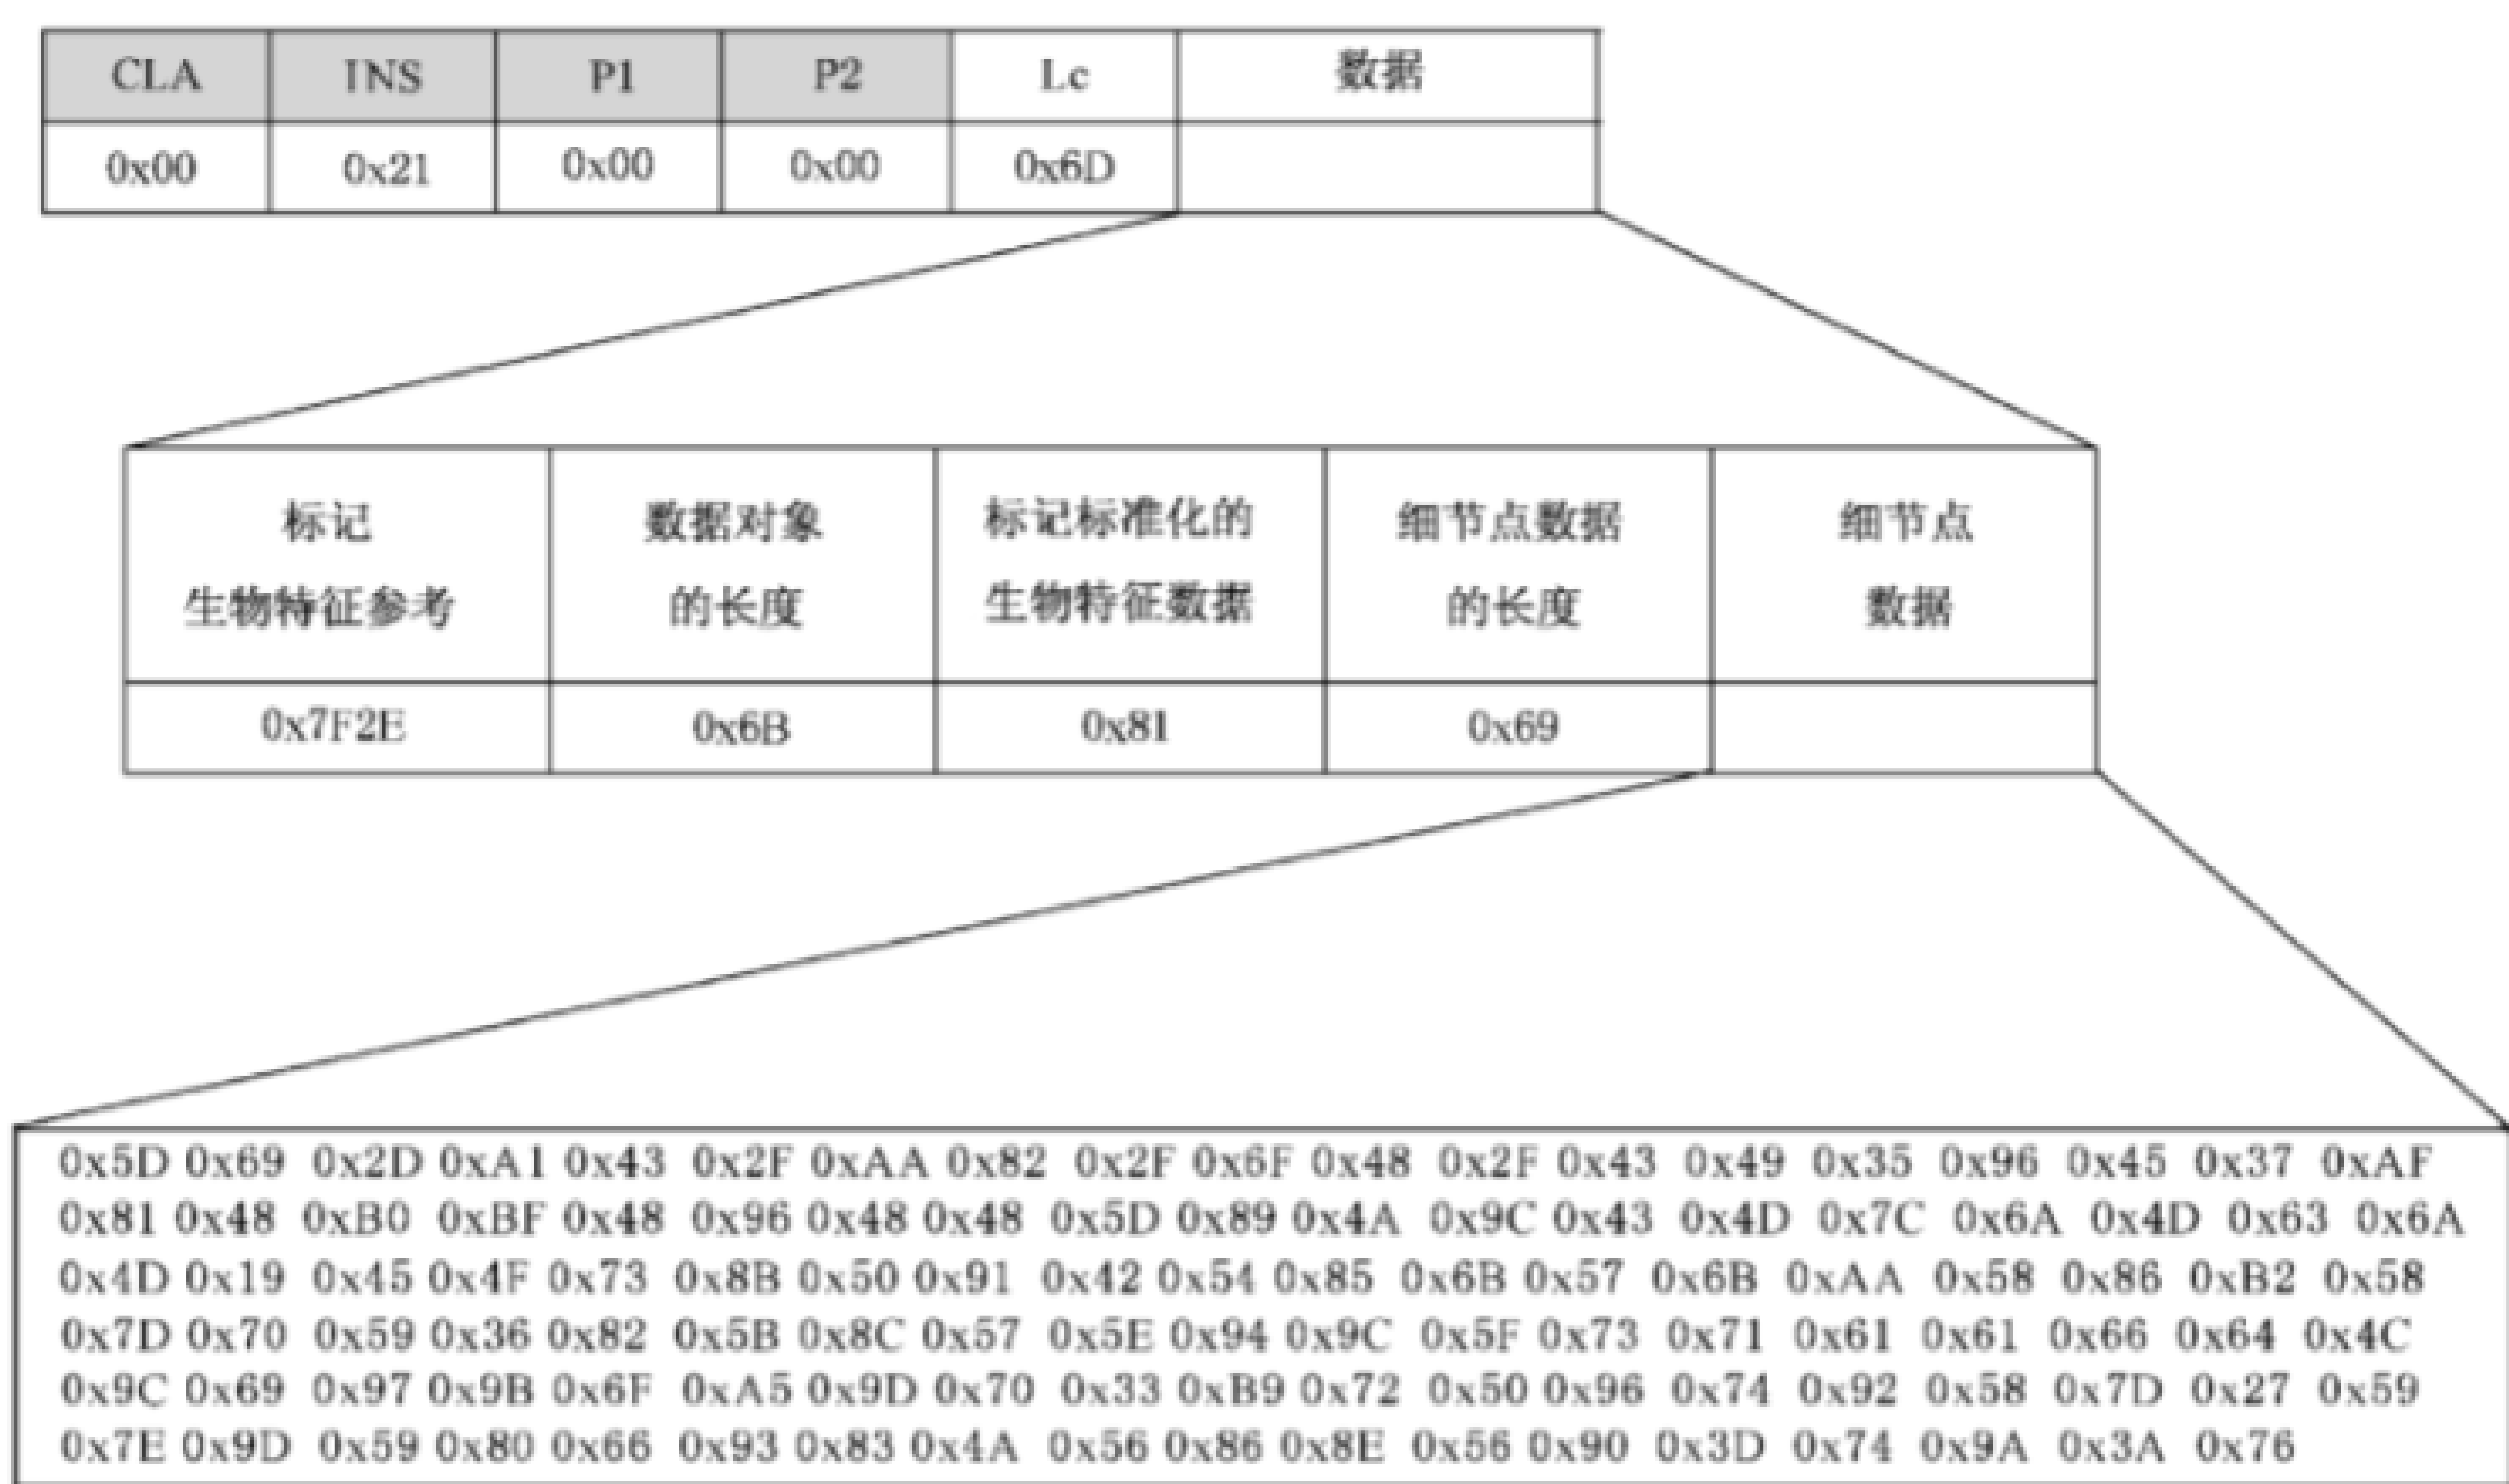 CLA INS P1 P2 Lc 数据
0x00 0x21 0x00 0x00 0x6D
标记 数据对象 标记标准化的 细节点数据 细节点
生物特征参考 的长度 生物特征数据 的长度 数据
0x7F2E 0x6B 0x81 0x69
0x5D 0x69 0x2D 0xA1 0x43 0x2F 0xAA 0x82 0x2F 0x6F 0x48 0x2F 0x43 0x49 0x35 0x96 0x45 0x37 0xAF
0x81 0x48 0xB0 0xBF 0x48 0x96 0x48 0x48 0x5D 0x89 0x4A 0x9C 0x43 0x4D 0x7C 0x6A 0x4D 0x63 0x6A
0x4D 0x19 0x45 0x4F 0x73 0x8B 0x50 0x91 0x42 0x54 0x85 0x6B 0x57 0x6B 0xAA 0x58 0x86 0xB2 0x58
0x7D 0x70 0x59 0x36 0x82 0x5B 0x8C 0x57 0x5E 0x94 0x9C 0x5F 0x73 0x71 0x61 0x61 0x66 0x64 0x4C
0x9C 0x69 0x97 0x9B 0x6F 0xA5 0x9D 0x70 0x33 0xB9 0x72 0x50 0x96 0x74 0x92 0x58 0x7D 0x27 0x59
0x7E 0x9D 0x59 0x80 0x66 0x93 0x83 0x4A 0x56 0x86 0x8E 0x56 0x90 0x3D 0x74 0x9A 0x3A 0x76